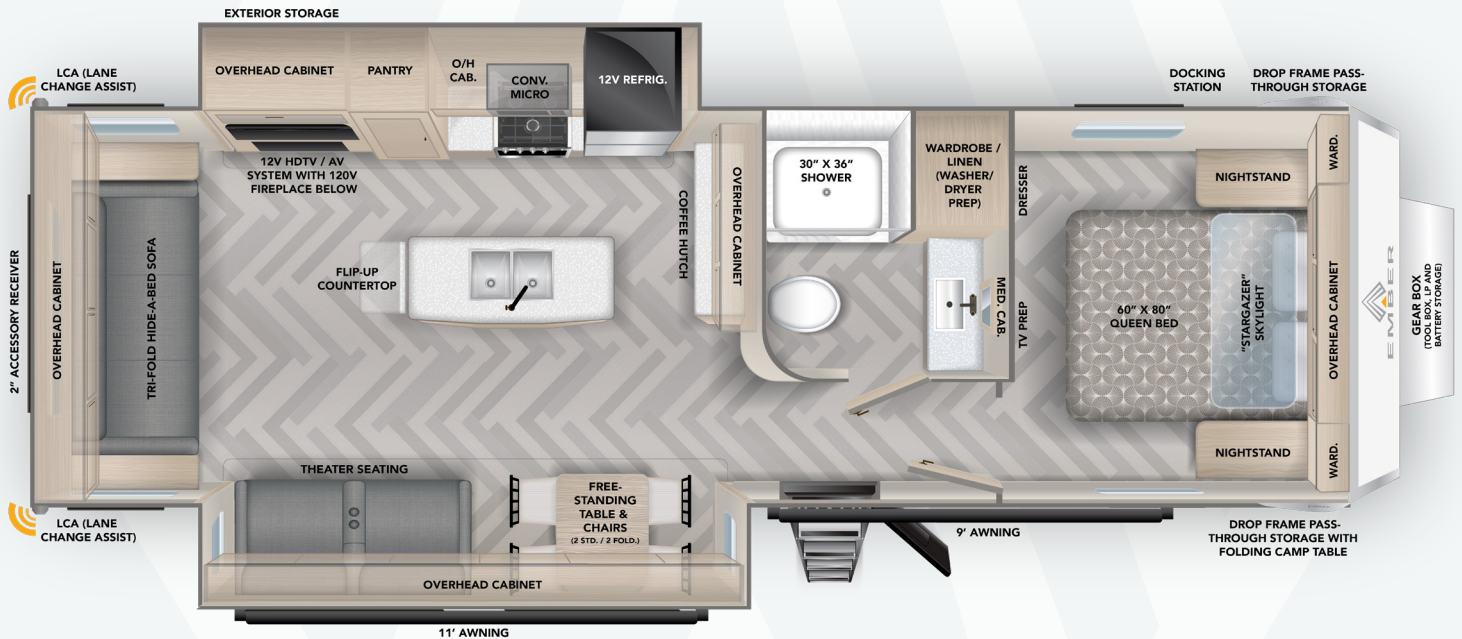 EXTERIOR STORAGE
LCA (LANE
CHANGE ASSIST)
OVERHEAD CABINET
PANTRY
O/H
CAB.
CONV.
MICRO
12V REFRIG.
DOCKING
STATION
DROP FRAME PASS-
THROUGH STORAGE
12V HDTV / AV
SYSTEM WITH 120V
FIREPLACE BELOW
2" ACCESSORY RECEIVER
OVERHEAD CABINET
TRI-FOLD HIDE-A-BED SOFA
FLIP-UP
COUNTERTOP
COFFEE HUTCH
OVERHEAD CABINET
30" X 36"
SHOWER
WARDROBE /
LINEN
(WASHER/
DRYER
PREP)
MED. CAB.
DRESSER
TV PREP
NIGHTSTAND
WARD.
60" X 80"
QUEEN BED
"STARGAZER"
SKYLIGHT
OVERHEAD CABINET
EMBER
GEAR BOX
(TOOL BOX, LP AND
BATTERY STORAGE)
NIGHTSTAND
WARD.
THEATER SEATING
FREE-
STANDING
TABLE &
CHAIRS
(2 STD. / 2 FOLD.)
OVERHEAD CABINET
LCA (LANE
CHANGE ASSIST)
9' AWNING
DROP FRAME PASS-
THROUGH STORAGE WITH
FOLDING CAMP TABLE
11' AWNING